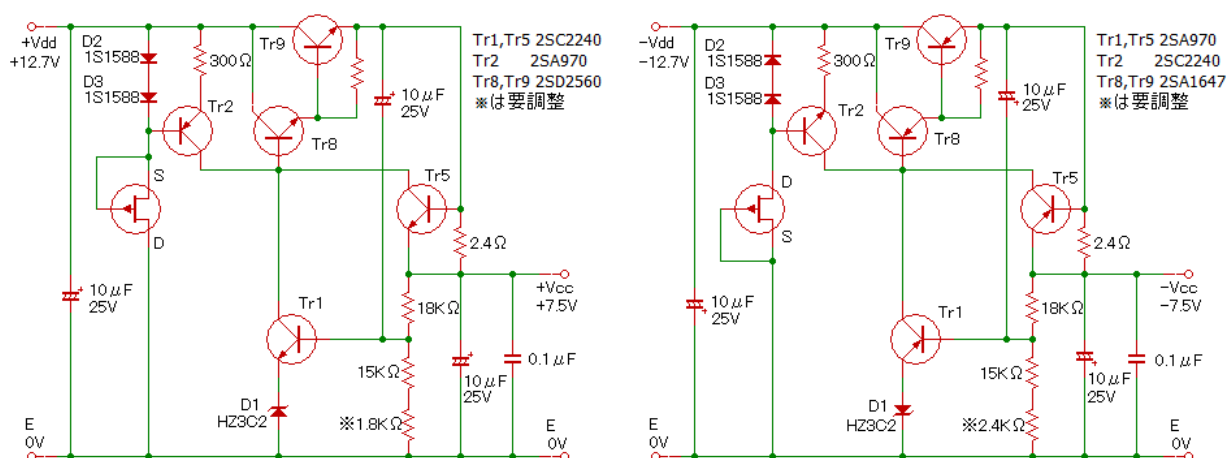 +Vdd
+12.7V
D2
1S1588
D3
1S1588
300Ω
Tr9
Tr2
Tr8
10μF
25V
Tr1,Tr5 2SC2240
Tr2 2SA970
Tr8,Tr9 2SD2560
※は要調整
S
D
Tr5
2.4Ω
+Vcc
+7.5V
10μF
25V
Tr1
18KΩ
15KΩ
10μF
25V
0.1μF
D1
HZ3C2
※1.8KΩ
E
0V
E
0V
−Vdd
−12.7V
D2
1S1588
D3
1S1588
300Ω
Tr9
Tr2
Tr8
10μF
25V
Tr1,Tr5 2SA970
Tr2 2SC2240
Tr8,Tr9 2SA1647
※は要調整
D
S
Tr5
2.4Ω
−Vcc
−7.5V
10μF
25V
Tr1
18KΩ
15KΩ
10μF
25V
0.1μF
D1
HZ3C2
※2.4KΩ
E
0V
E
0V